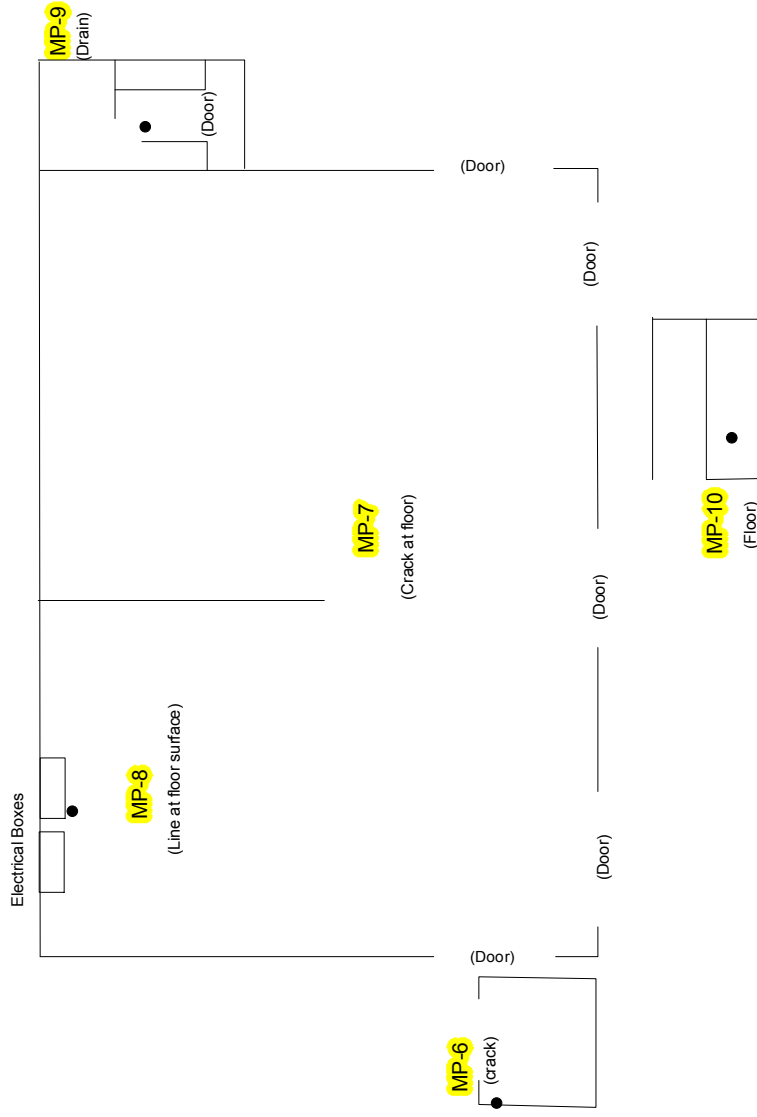 MP-9
(Drain)
(Door)
(Door)
(Door)
MP-7
(Crack at floor)
MP-10
(Floor)
(Door)
Electrical Boxes
MP-8
(Line at floor surface)
(Door)
(Door)
MP-6
(crack)